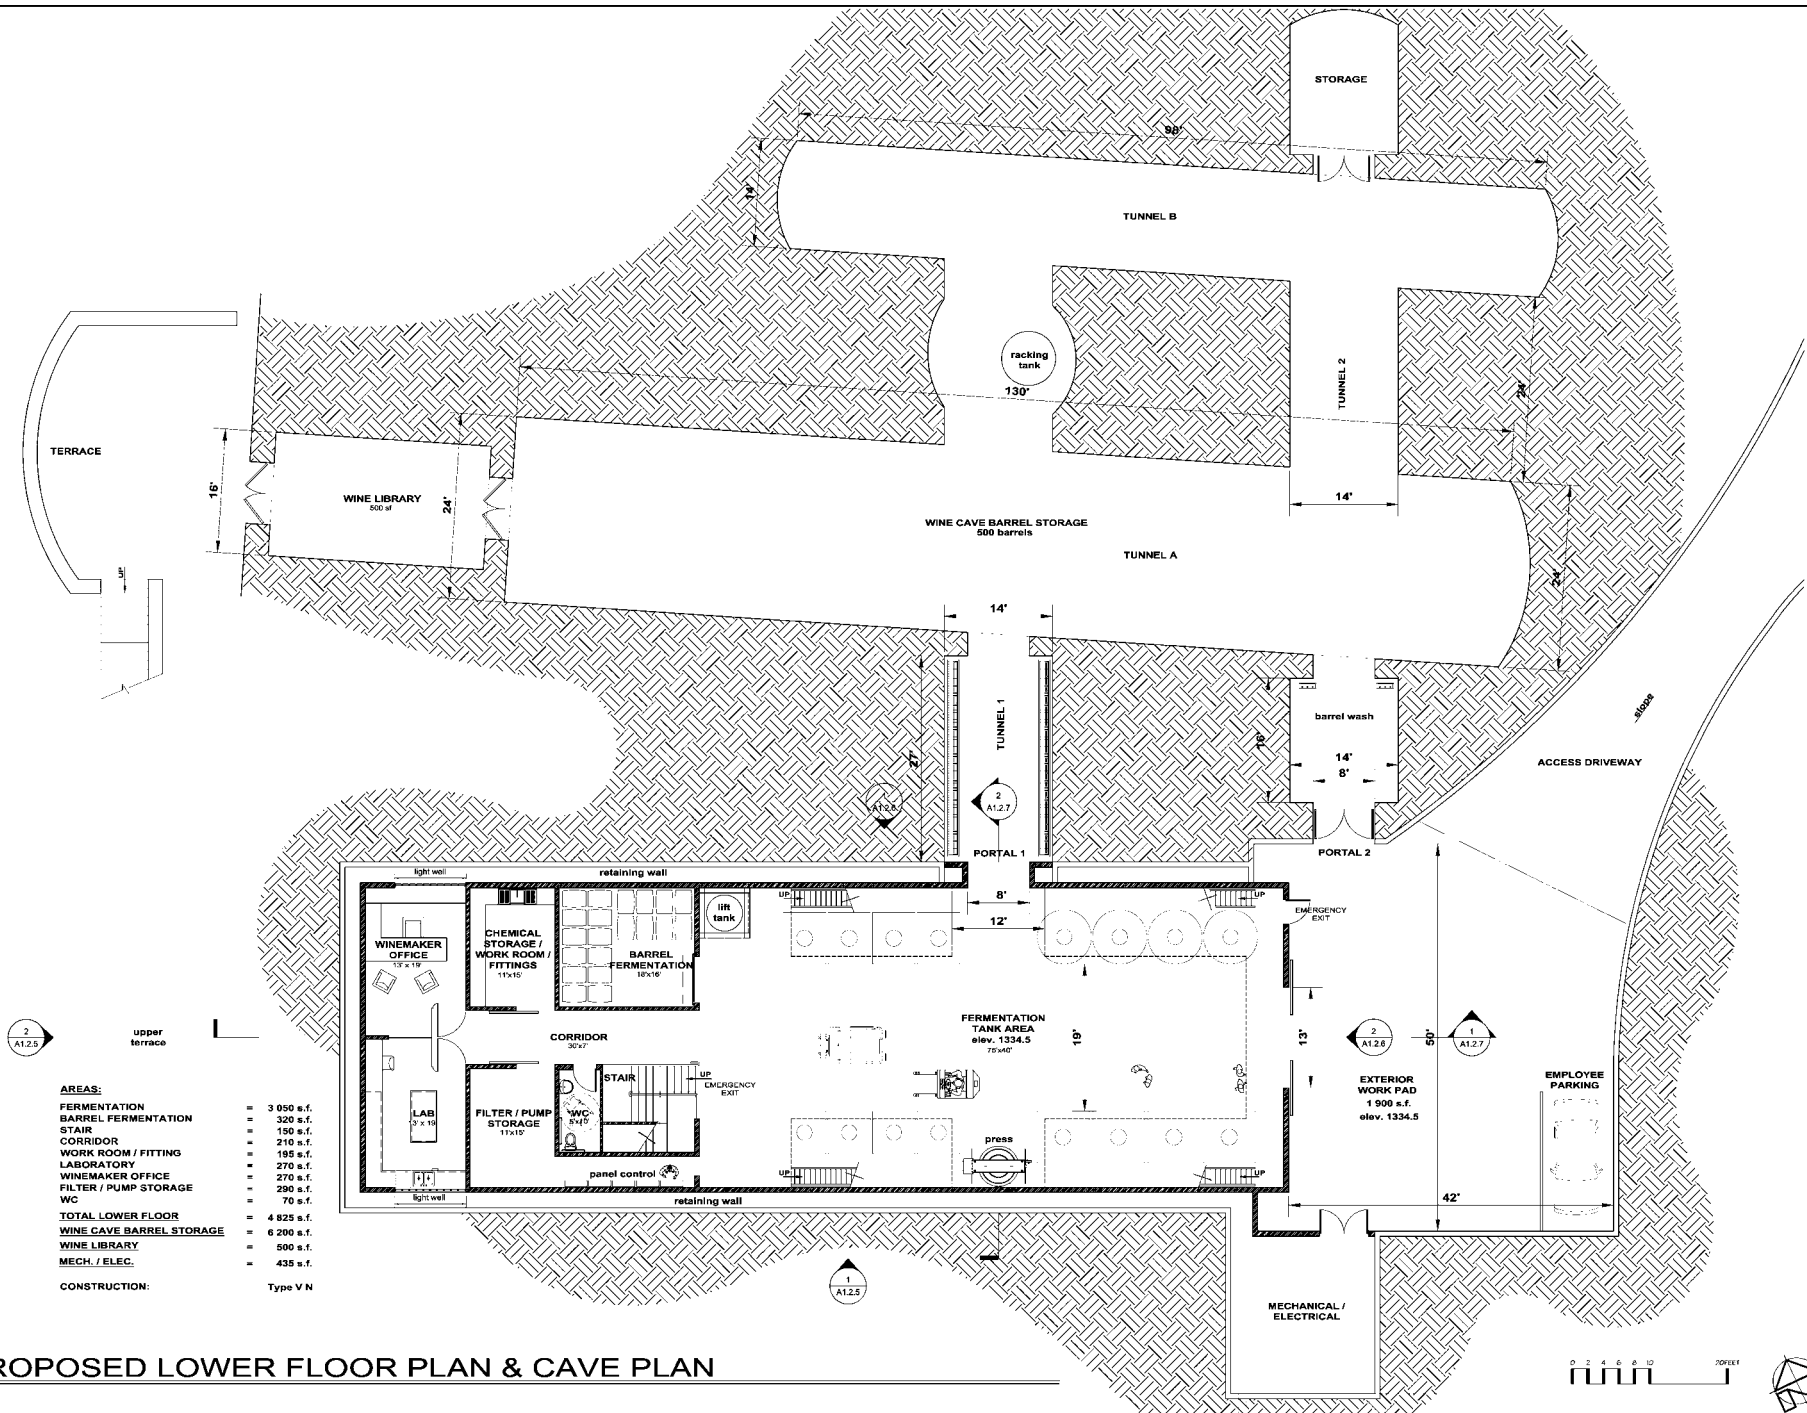 STORAGE
98'
14'
TUNNEL B
racking
tank
130'
TUNNEL 2
24'
TERRACE
16'
WINE LIBRARY
500 sf
24'
14'
WINE CAVE BARREL STORAGE
500 barrels
TUNNEL A
24'
UP
14'
slope
TUNNEL 1
27'
barrel wash
16'
14'
8'
ACCESS DRIVEWAY
1
A1.2.6
2
A1.2.7
PORTAL 1
PORTAL 2
light well
retaining wall
UP
8'
UP
lift
tank
12'
EMERGENCY
EXIT
WINEMAKER
OFFICE
13' x 19'
CHEMICAL
STORAGE /
WORK ROOM /
FITTINGS
11'x15'
BARREL
FERMENTATION
18'x16'
2
A1.2.5
upper
terrace
CORRIDOR
30'x7'
FERMENTATION
TANK AREA
elev. 1334.5
75'x40'
19'
13'
2
A1.2.6
50'
1
A1.2.7
STAIR
UP
EMERGENCY
EXIT
EXTERIOR
WORK PAD
1 900 s.f.
elev. 1334.5
EMPLOYEE
PARKING
LAB
13' x 19
FILTER / PUMP
STORAGE
11'x15'
WC
press
panel control
UP
UP
light well
retaining wall
42'
AREAS:
FERMENTATION = 3 050 s.f.
BARREL FERMENTATION = 320 s.f.
STAIR = 150 s.f.
CORRIDOR = 210 s.f.
WORK ROOM / FITTING = 195 s.f.
LABORATORY = 270 s.f.
WINEMAKER OFFICE = 270 s.f.
FILTER / PUMP STORAGE = 290 s.f.
WC = 70 s.f.
TOTAL LOWER FLOOR = 4 825 s.f.
WINE CAVE BARREL STORAGE = 6 200 s.f.
WINE LIBRARY = 500 s.f.
MECH. / ELEC. = 435 s.f.
CONSTRUCTION: Type V N
1
A1.2.5
MECHANICAL /
ELECTRICAL
ROPOSED LOWER FLOOR PLAN & CAVE PLAN
0 2 4 6 8 10 20FEET